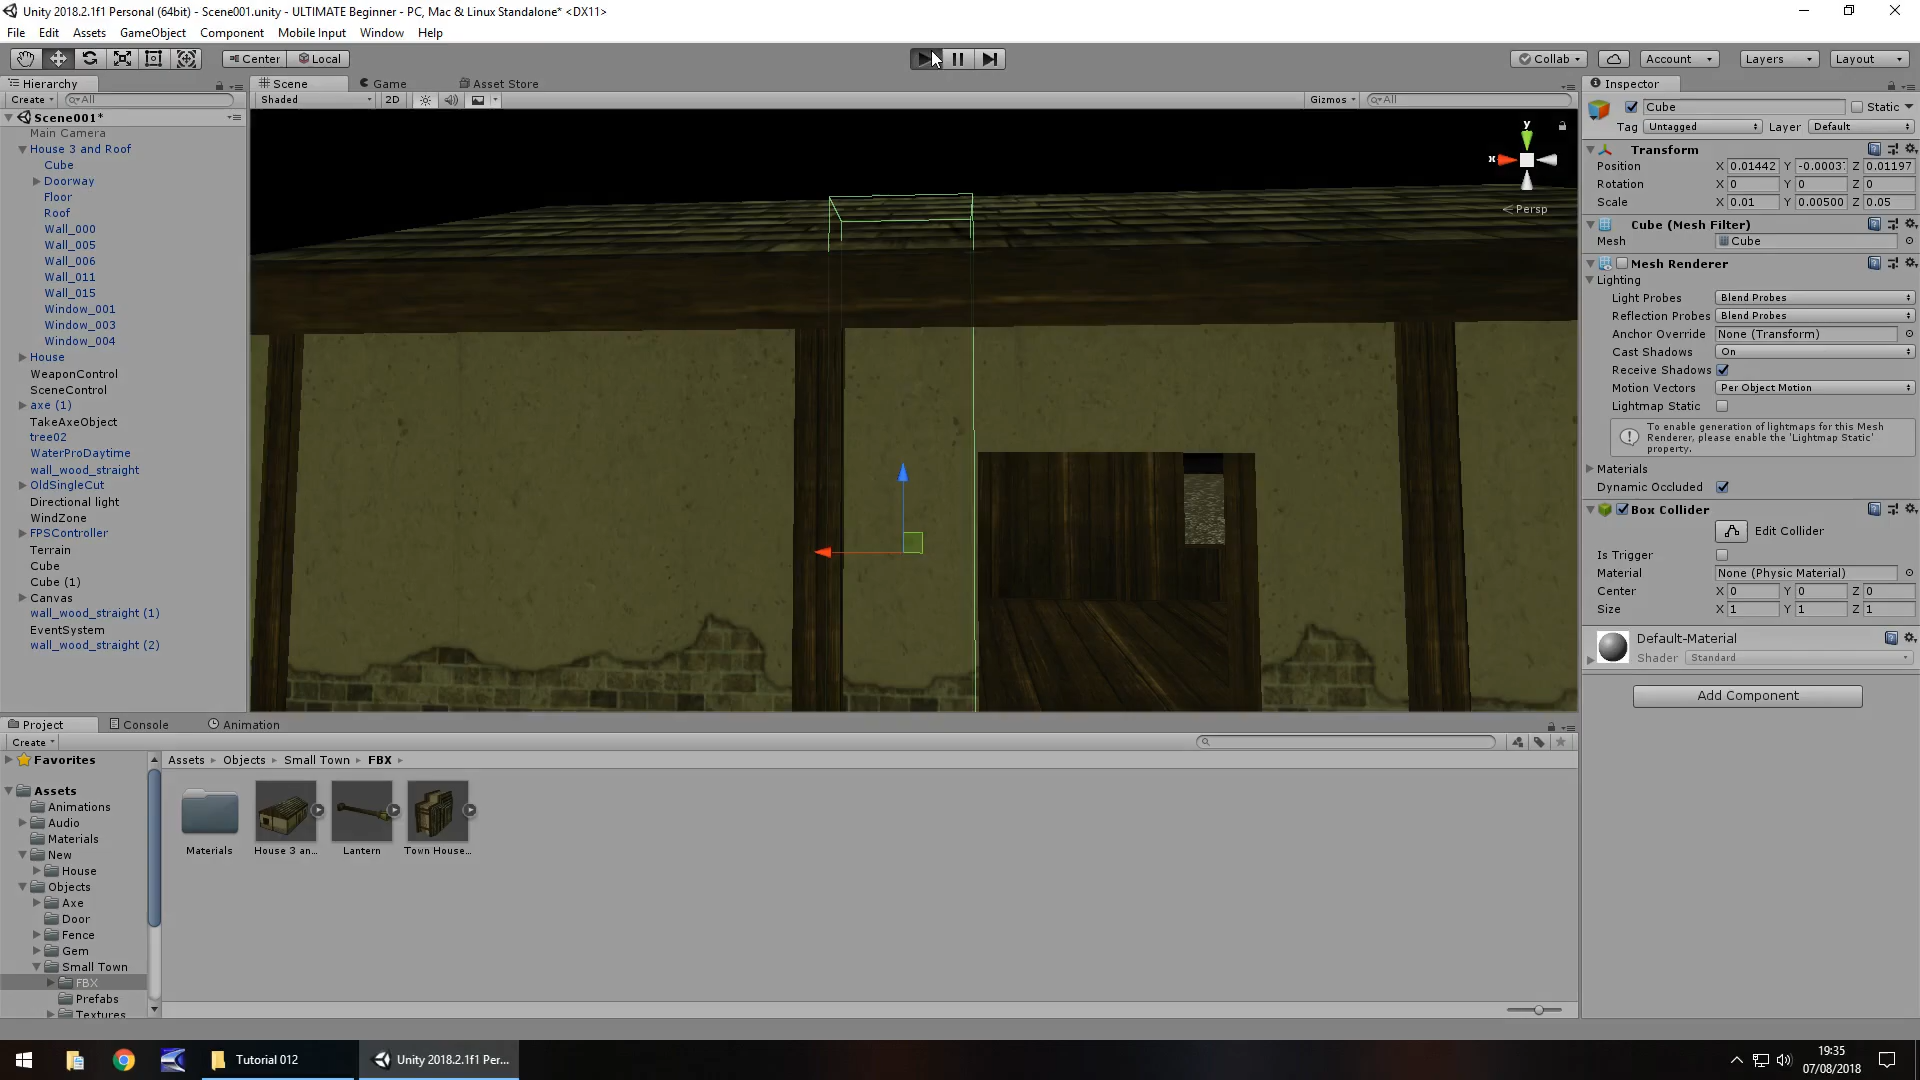 Unity 2018.2.1f1 Personal (64bit) - Scene001.unity - ULTIMATE Beginner - PC, Mac & Linux Standalone* <DX11>
File Edit Assets GameObject Component Mobile Input Window Help
Center Local Collab Account Layers Layout
Hierarchy Scene Game Asset Store Inspector
Create All Shaded 2D Gizmos All
Cube Static
Tag Untagged Layer Default
Scene001*
Main Camera
House 3 and Roof
Cube
Doorway
Floor
Roof
Wall_000
Wall_005
Wall_006
Wall_011
Wall_015
Window_001
Window_003
Window_004
House
WeaponControl
SceneControl
axe (1)
TakeAxeObject
tree02
WaterProDaytime
wall_wood_straight
OldSingleCut
Directional light
WindZone
FPSController
Terrain
Cube
Cube (1)
Canvas
wall_wood_straight (1)
EventSystem
wall_wood_straight (2)
y
x
Persp
Transform
Position X 0.01442 Y -0.0003 Z 0.01197
Rotation X 0 Y 0 Z 0
Scale X 0.01 Y 0.00500 Z 0.05
Cube (Mesh Filter)
Mesh Cube
Mesh Renderer
Lighting
Light Probes Blend Probes
Reflection Probes Blend Probes
Anchor Override None (Transform)
Cast Shadows On
Receive Shadows
Motion Vectors Per Object Motion
Lightmap Static
To enable generation of lightmaps for this Mesh
Renderer, please enable the 'Lightmap Static'
property.
Materials
Dynamic Occluded
Box Collider
Edit Collider
Is Trigger
Material None (Physic Material)
Center X 0 Y 0 Z 0
Size X 1 Y 1 Z 1
Default-Material
Shader Standard
Add Component
Project Console Animation
Create
Favorites
Assets
Animations
Audio
Materials
New
House
Objects
Axe
Door
Fence
Gem
Small Town
FBX
Prefabs
Textures
Assets Objects Small Town FBX
Materials House 3 an... Lantern Town House...
Tutorial 012 Unity 2018.2.1f1 Per...
19:35
07/08/2018